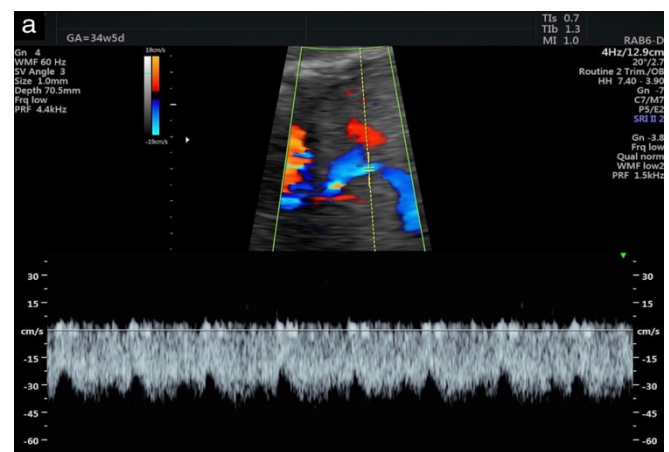 a
GA=34w5d
TIs 0.7
TIb 1.3
MI 1.0
RAB6-D
4Hz/12.9cm
20°/2.7
Routine 2 Trim./OB
HH 7.40 - 3.90
Gn -7
C7/M7
P5/E2
SRI II 2
Gn -3.8
Frq low
Qual norm
WMF low2
PRF 1.5kHz
Gn 4
WMF 60 Hz
SV Angle 3
Size 1.0mm
Depth 70.5mm
Frq low
PRF 4.4kHz
19cm/s
-19cm/s
30
15
cm/s
-15
-30
-45
-60
30
15
cm/s
-15
-30
-45
-60